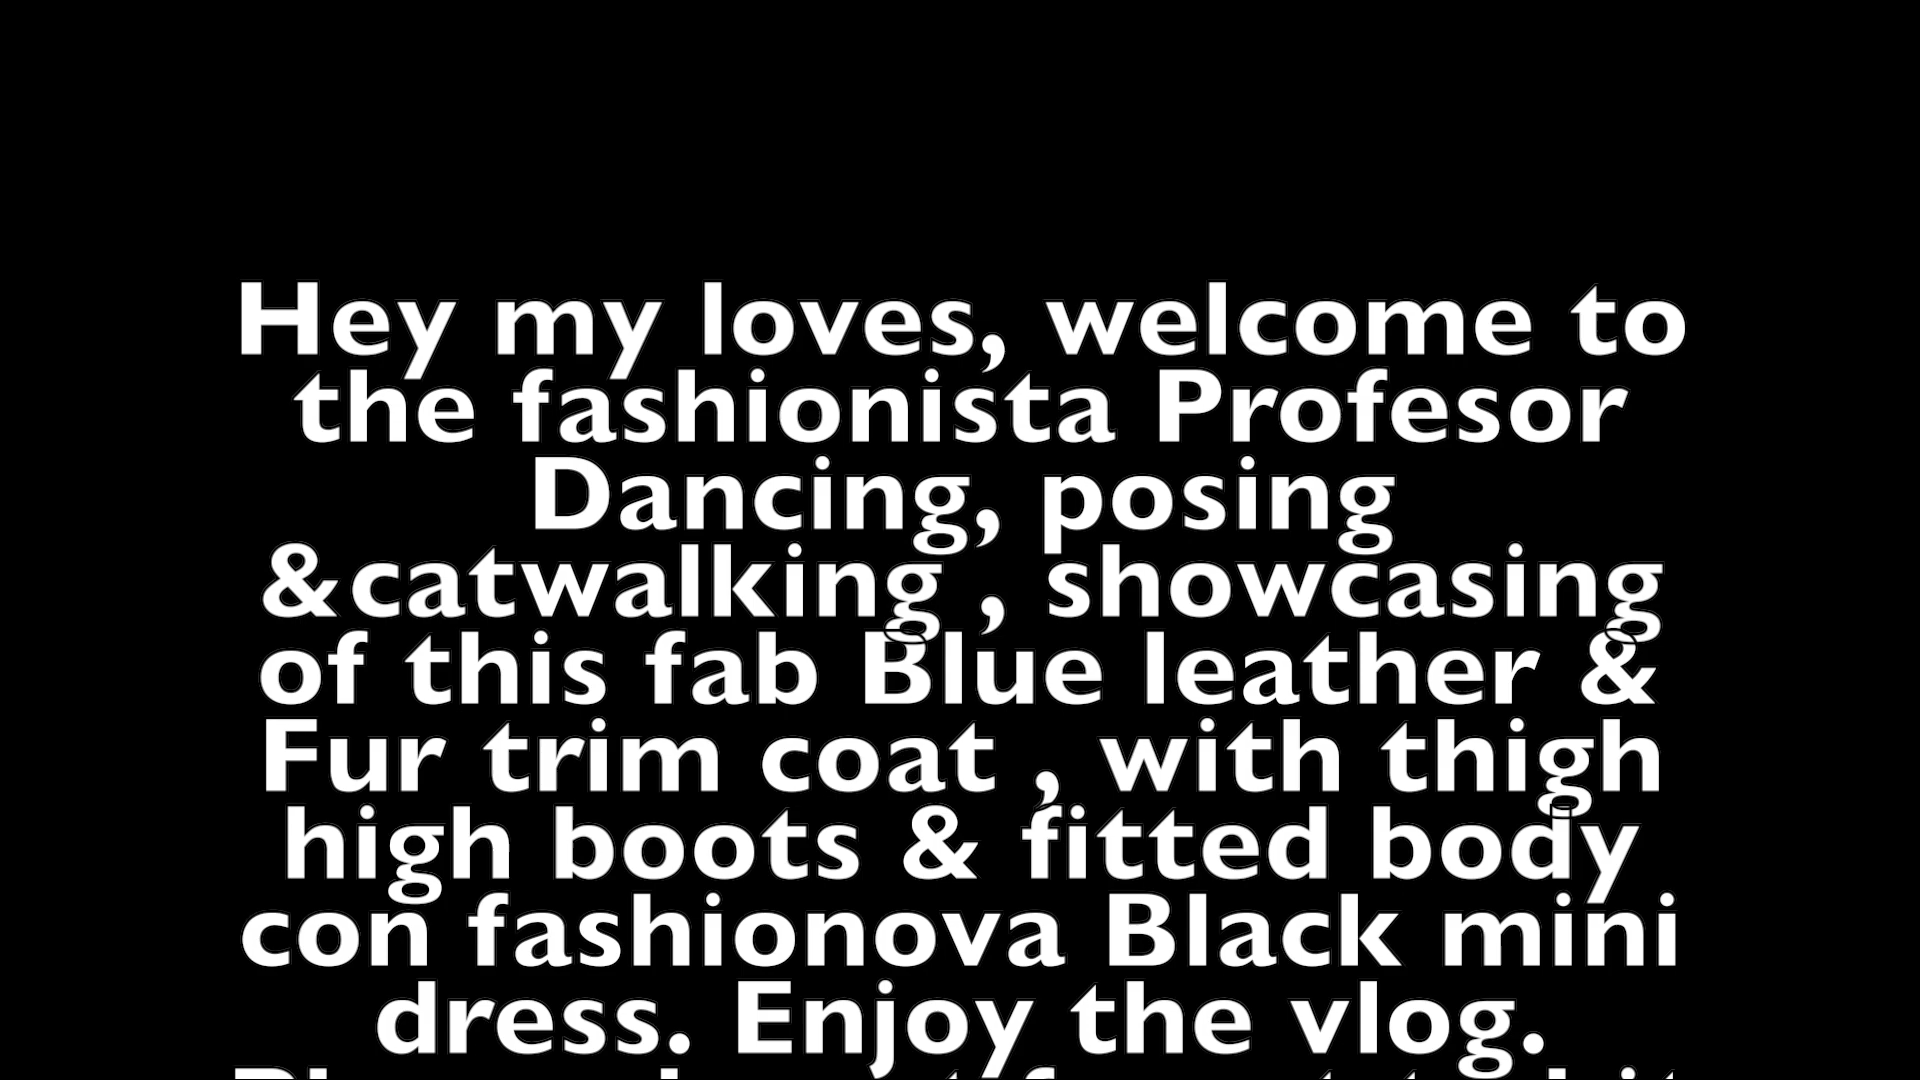 Hey my loves, welcome to
the fashionista Profesor
Dancing, posing
&catwalking , showcasing
of this fab Blue leather &
Fur trim coat , with thigh
high boots & fitted body
con fashionova Black mini
dress. Enjoy the vlog.